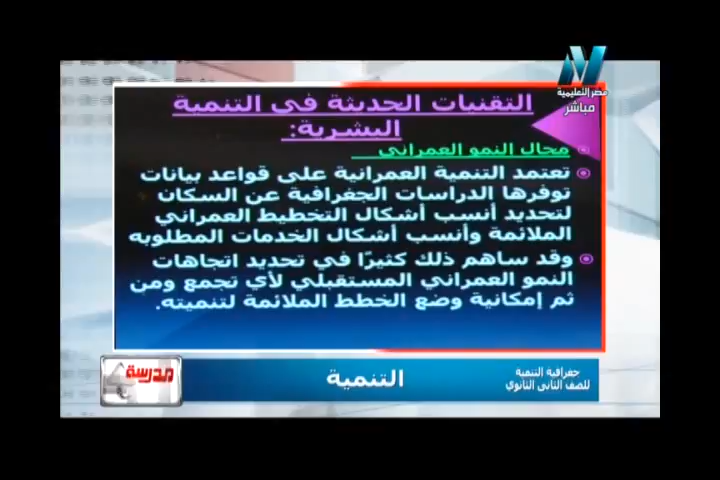 مصر التعليمية
مباشر
التقنيات الحديثة في التنمية
البشرية:
مجال النمو العمراني
تعتمد التنمية العمرانية على قواعد بيانات
توفرها الدراسات الجغرافية عن السكان
لتحديد أنسب أشكال التخطيط العمراني
الملائمة وأنسب أشكال الخدمات المطلوبه
وقد ساهم ذلك كثيرًا في تحديد اتجاهات
النمو العمراني المستقبلي لأي تجمع ومن
ثم إمكانية وضع الخطط الملائمة لتنميته.
جغرافية التنمية
للصف الثانى الثانوي
التنمية
مدرسة